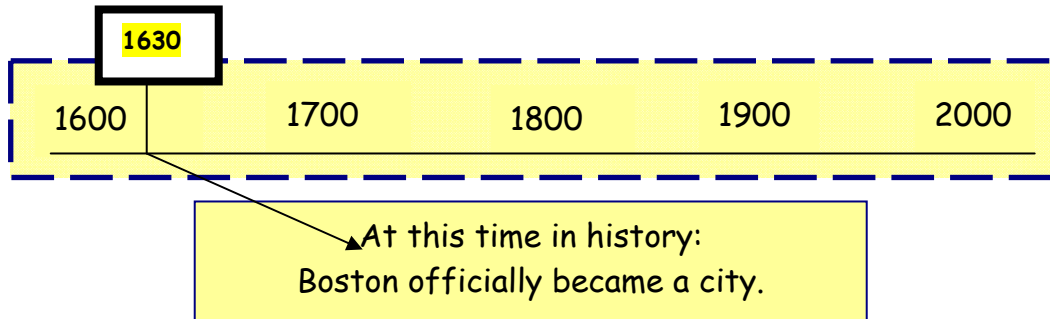 1630
1600 1700 1800 1900 2000
At this time in history:
Boston officially became a city.